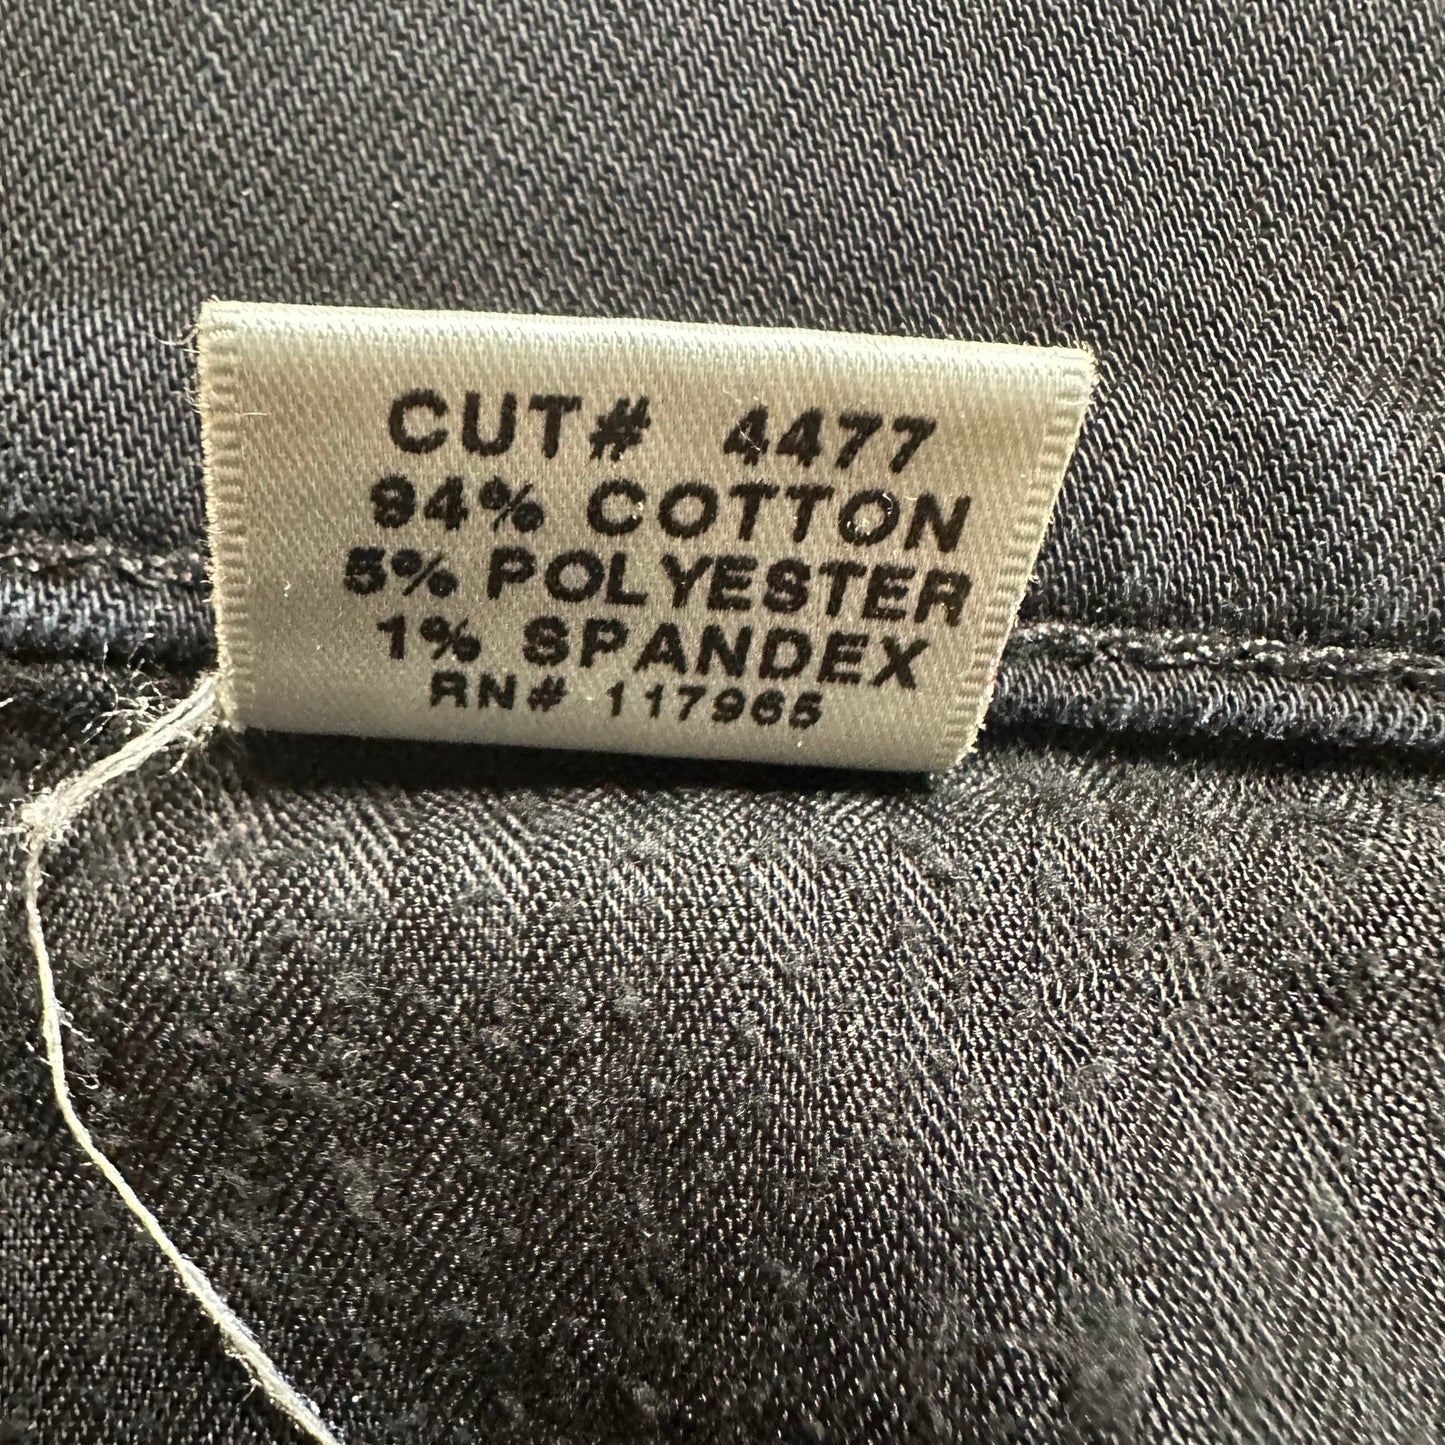 CUT# 4477
94% COTTON
5% POLYESTER
1% SPANDEX
RN# 117965